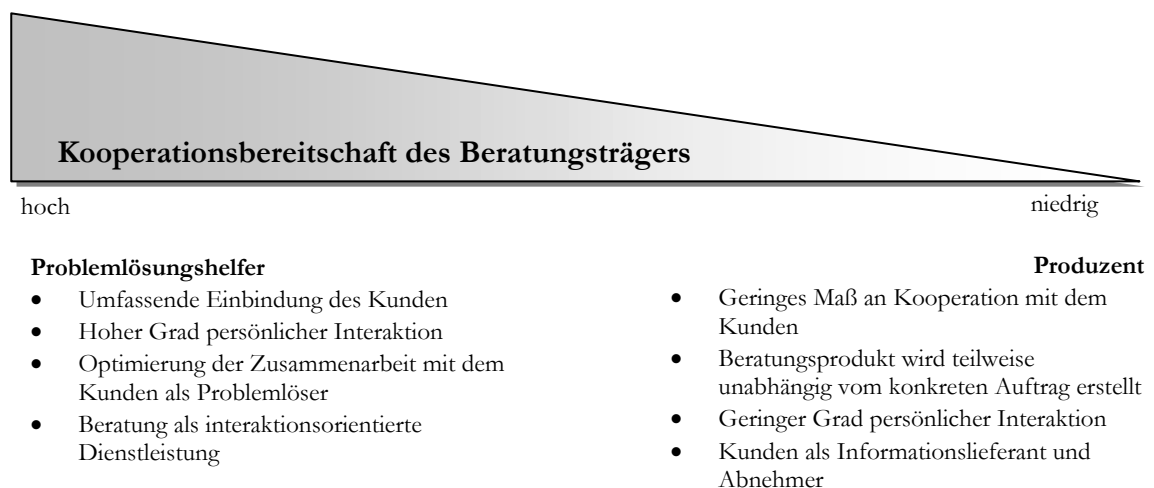 Kooperationsbereitschaft des Beratungsträgers
hoch
niedrig
Problemlösungshelfer
• Umfassende Einbindung des Kunden
• Hoher Grad persönlicher Interaktion
• Optimierung der Zusammenarbeit mit dem
Kunden als Problemlöser
• Beratung als interaktionsorientierte
Dienstleistung
Produzent
• Geringes Maß an Kooperation mit dem
Kunden
• Beratungsprodukt wird teilweise
unabhängig vom konkreten Auftrag erstellt
• Geringer Grad persönlicher Interaktion
• Kunden als Informationslieferant und
Abnehmer